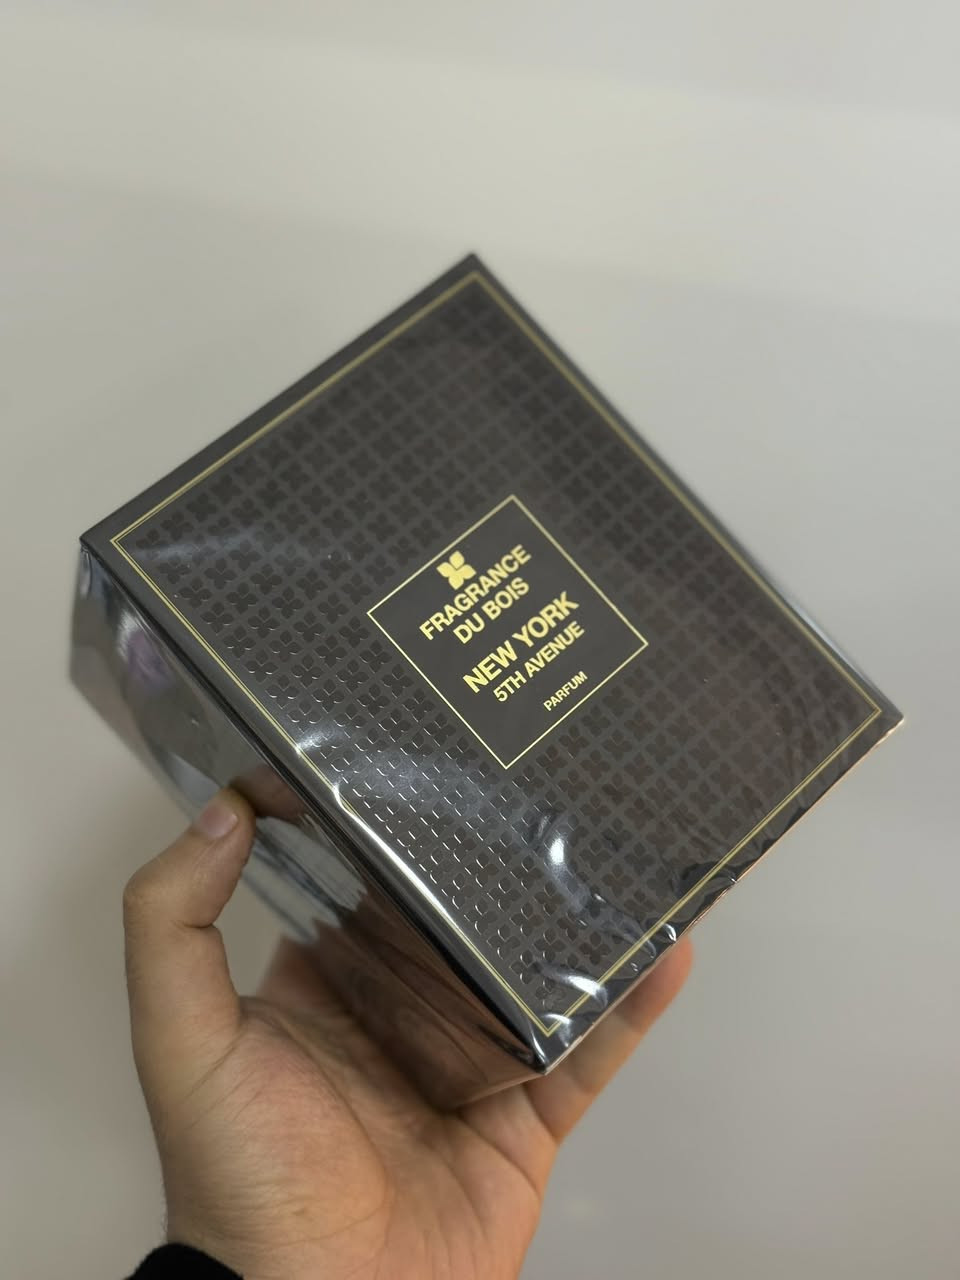 FRAGRANCE
DU BOIS
NEW YORK
5TH AVENUE
PARFUM